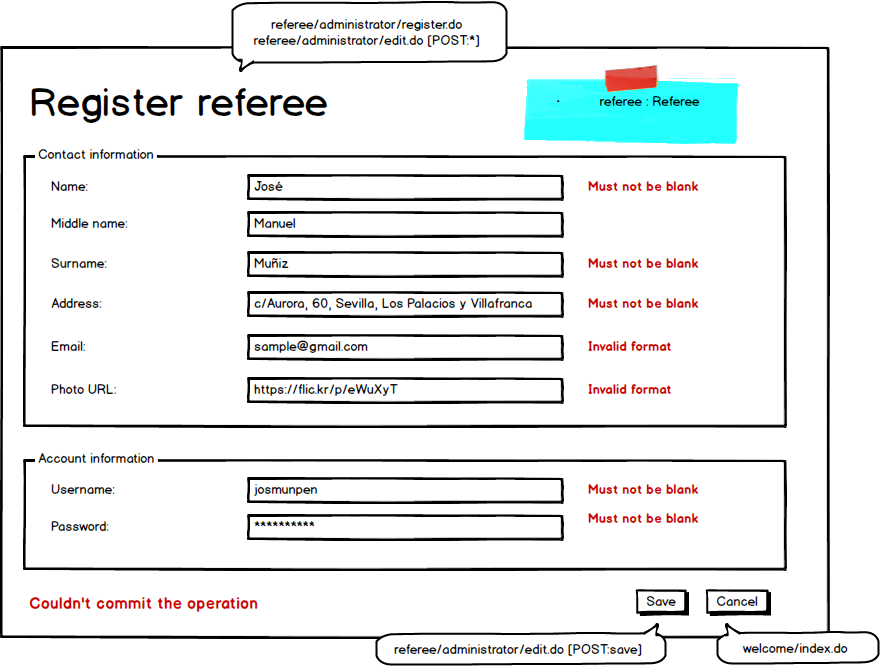 referee/administrator/register.do
referee/administrator/edit.do [POST:*]
Register referee
referee : Referee
Contact information
Name: José Must not be blank
Middle name: Manuel
Surname: Muñiz Must not be blank
Address: c/Aurora, 60, Sevilla, Los Palacios y Villafranca Must not be blank
Email: sample@gmail.com Invalid format
Photo URL: https://flic.kr/p/eWuXyT Invalid format
Account information
Username: josmunpen Must not be blank
Password: ********** Must not be blank
Couldn't commit the operation
Save Cancel
referee/administrator/edit.do [POST:save]
welcome/index.do